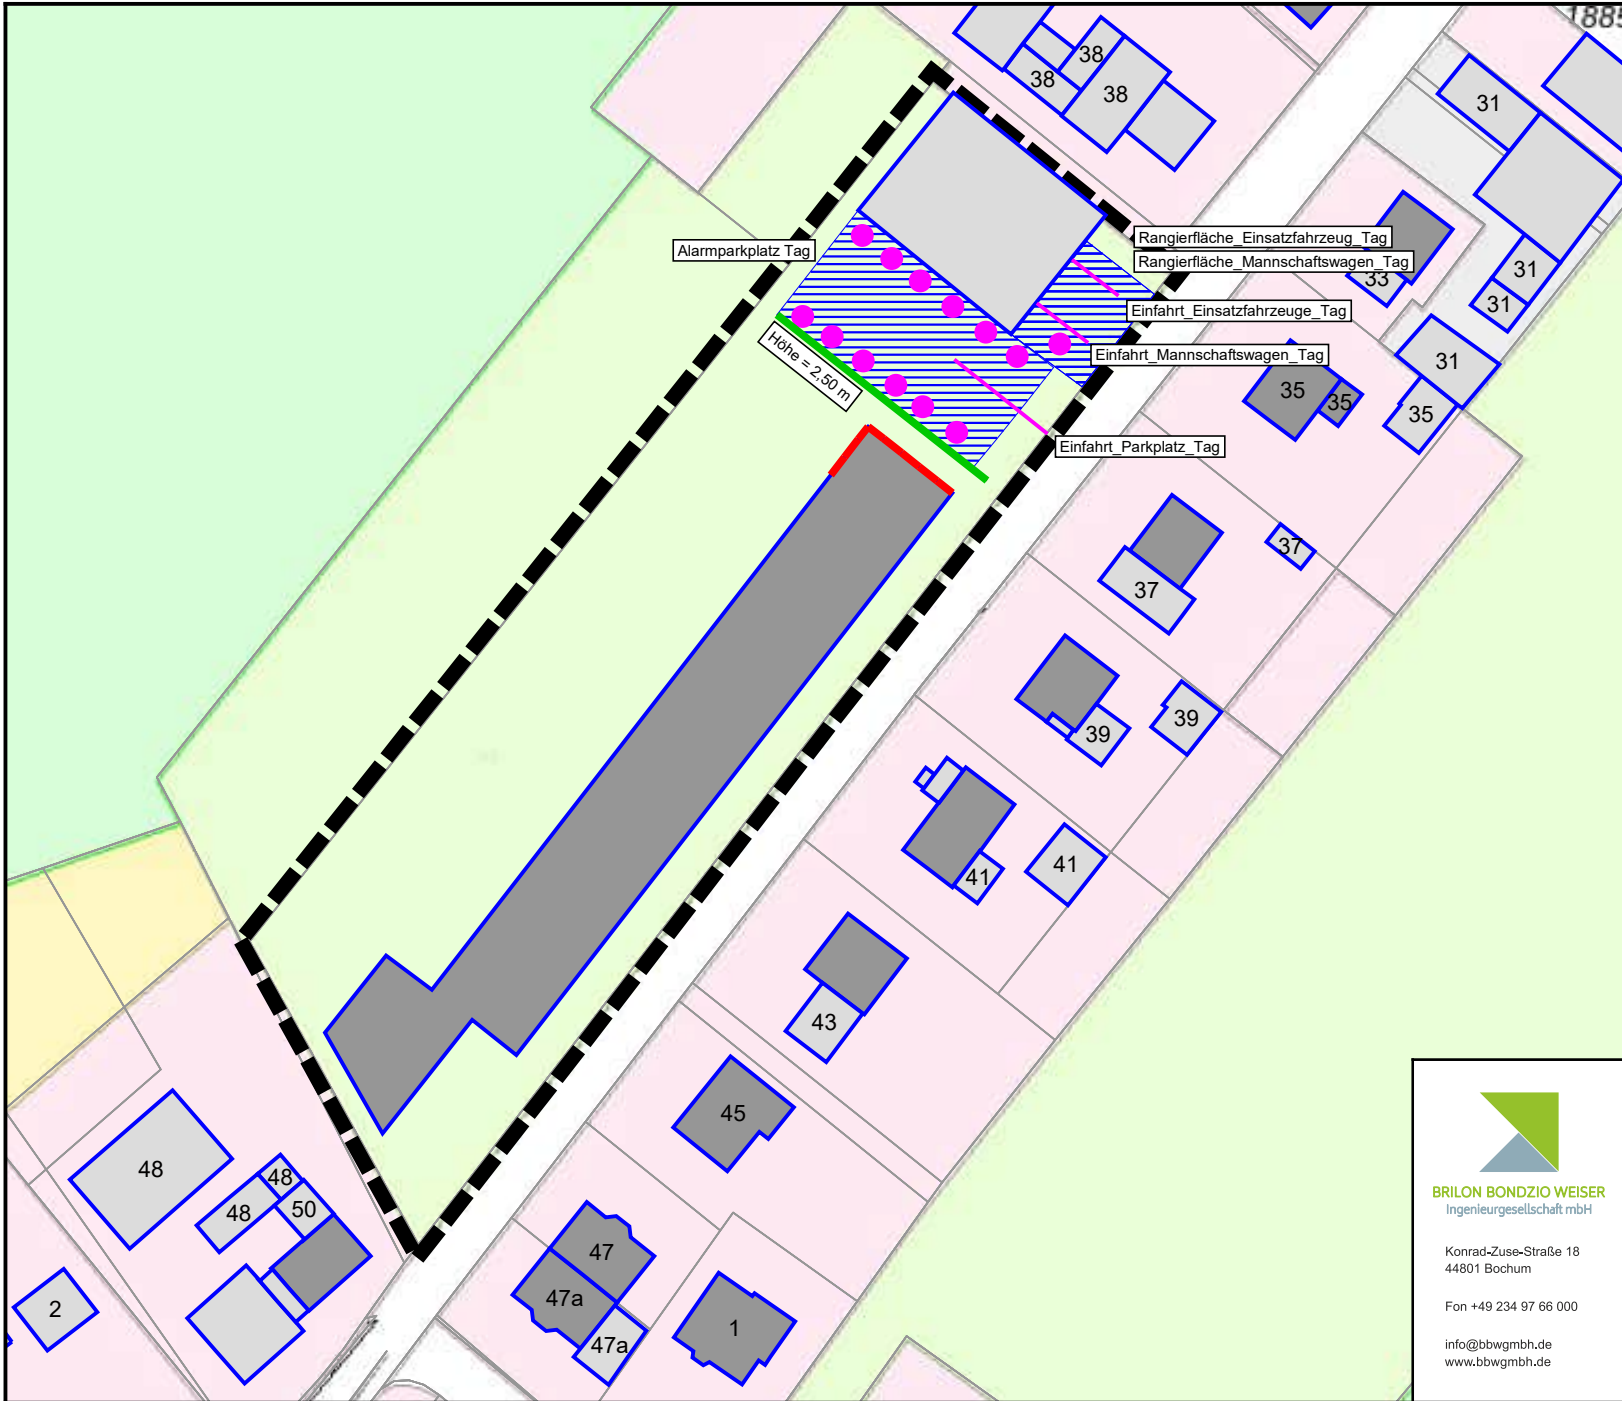 1885
38
38
38
31
Alarmparkplatz Tag
Rangierfläche_Einsatzfahrzeug_Tag
Rangierfläche_Mannschaftswagen_Tag
33
31
31
Einfahrt_Einsatzfahrzeuge_Tag
Einfahrt_Mannschaftswagen_Tag
Höhe = 2,50 m
31
35
35
35
Einfahrt_Parkplatz_Tag
37
37
39
39
41
41
43
45
48
48
48
50
47
47a
47a
1
2
BRILON BONDZIO WEISER
Ingenieurgesellschaft mbH
Konrad-Zuse-Straße 18
44801 Bochum
Fon +49 234 97 66 000
info@bbwgmbh.de
www.bbwgmbh.de